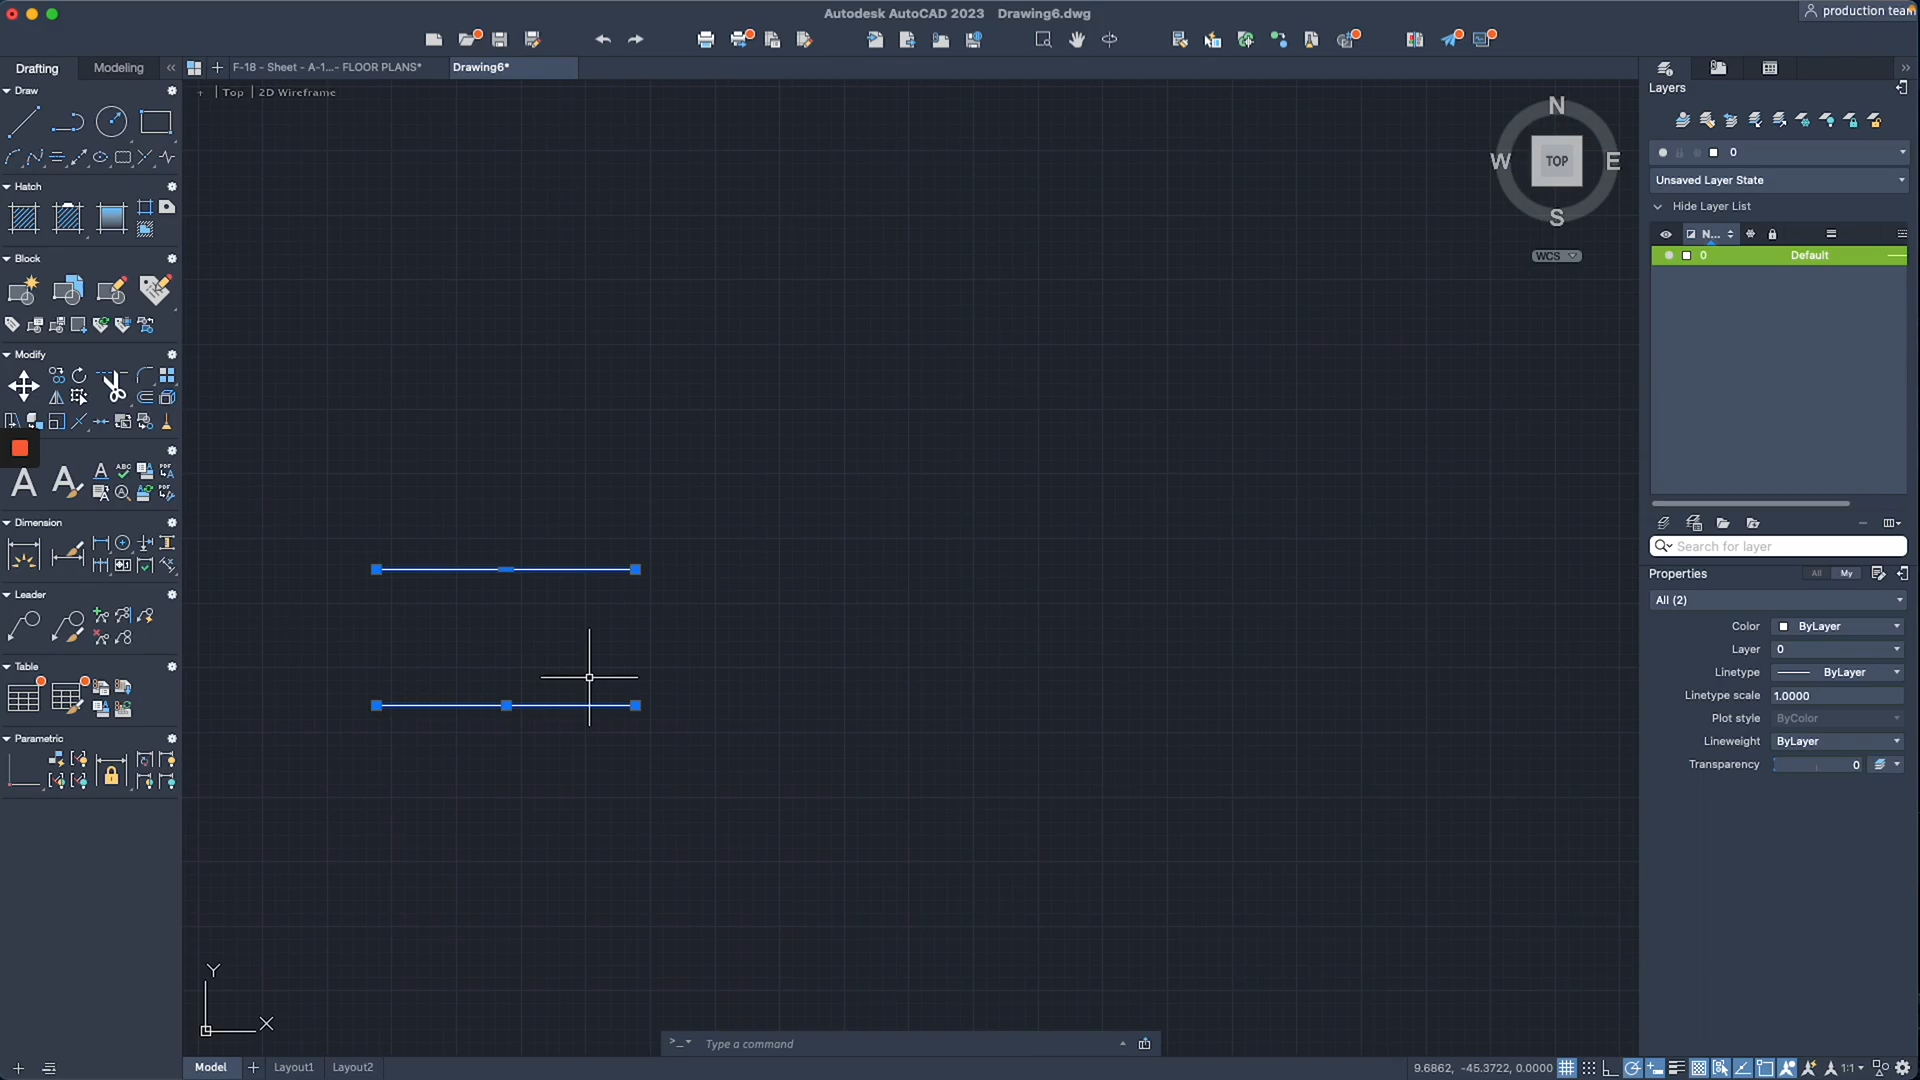 Autodesk AutoCAD 2023 Drawing6.dwg
production team
Drafting
Modeling
F-18 - Sheet - A-1...- FLOOR PLANS*
Drawing6*
Draw
+ | Top | 2D Wireframe
Hatch
Block
Modify
Dimension
Leader
Table
Parametric
N
W
TOP
E
S
WCS
Layers
0
Unsaved Layer State
Hide Layer List
N...
0 Default
Search for layer
Properties
All
My
All (2)
Color ByLayer
Layer 0
Linetype ByLayer
Linetype scale 1.0000
Plot style ByColor
Lineweight ByLayer
Transparency 0
Y
X
Type a command
Model
Layout1
Layout2
9.6862, -45.3722, 0.0000
1:1